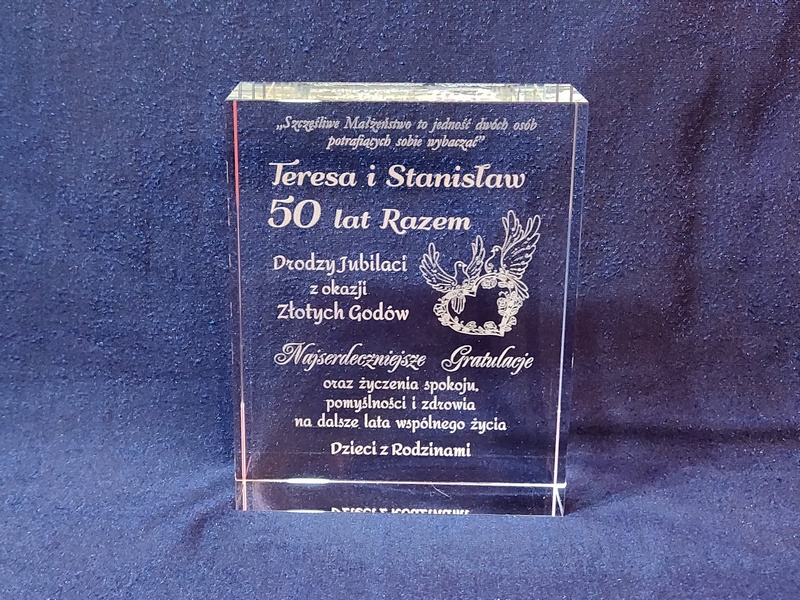 „Szczęśliwe Małżeństwo to jedność dwóch osób
potrafiących sobie wybaczać”
Teresa i Stanisław
50 lat Razem
Drodzy Jubilaci
z okazji
Złotych Godów
Najserdeczniejsze Gratulacje
oraz życzenia spokoju,
pomyślności i zdrowia
na dalsze lata wspólnego życia
Dzieci z Rodzinami